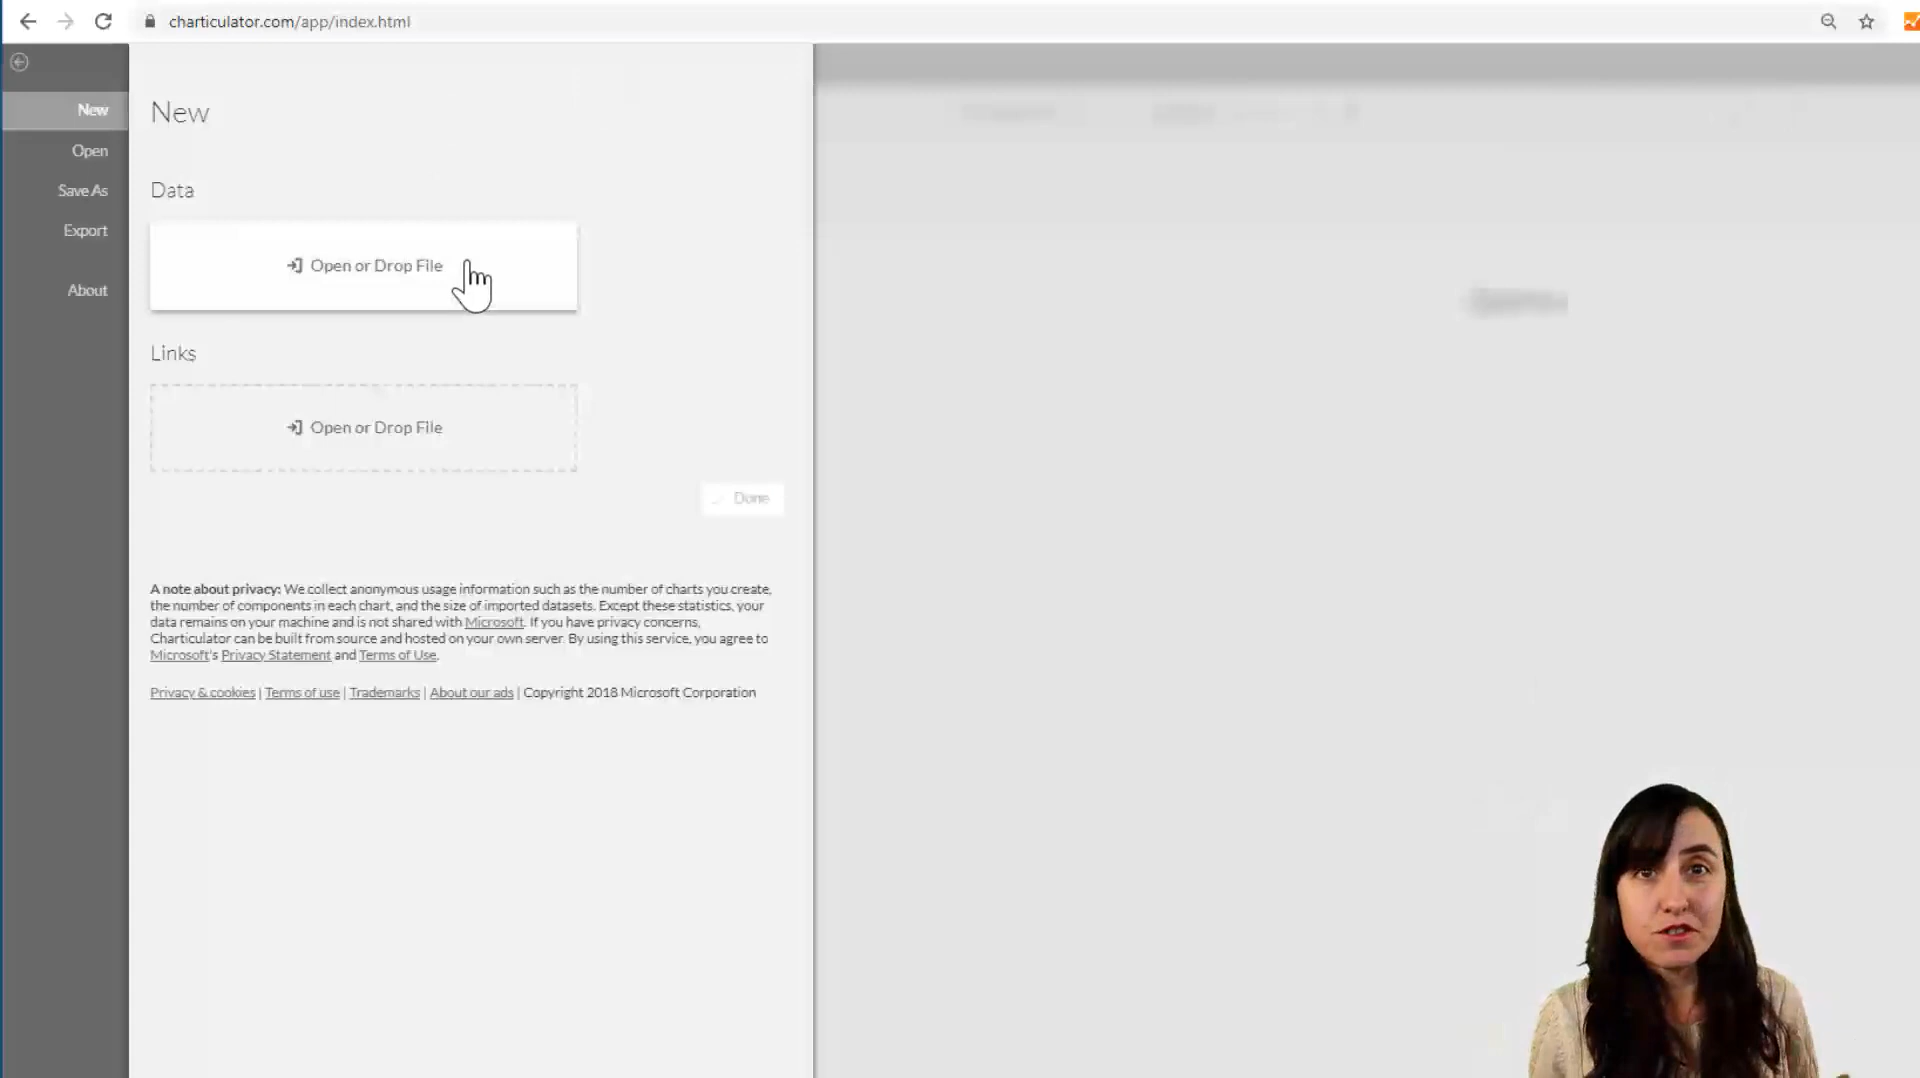 charticulator.com/app/index.html
New
Open
Save As
Export
About
New
Data
Open or Drop File
Links
Open or Drop File
Done
A note about privacy: We collect anonymous usage information such as the number of charts you create,
the number of components in each chart, and the size of imported datasets. Except these statistics, your
data remains on your machine and is not shared with Microsoft. If you have privacy concerns,
Charticulator can be built from source and hosted on your own server. By using this service, you agree to
Microsoft's Privacy Statement and Terms of Use.
Privacy & cookies | Terms of use | Trademarks | About our ads | Copyright 2018 Microsoft Corporation